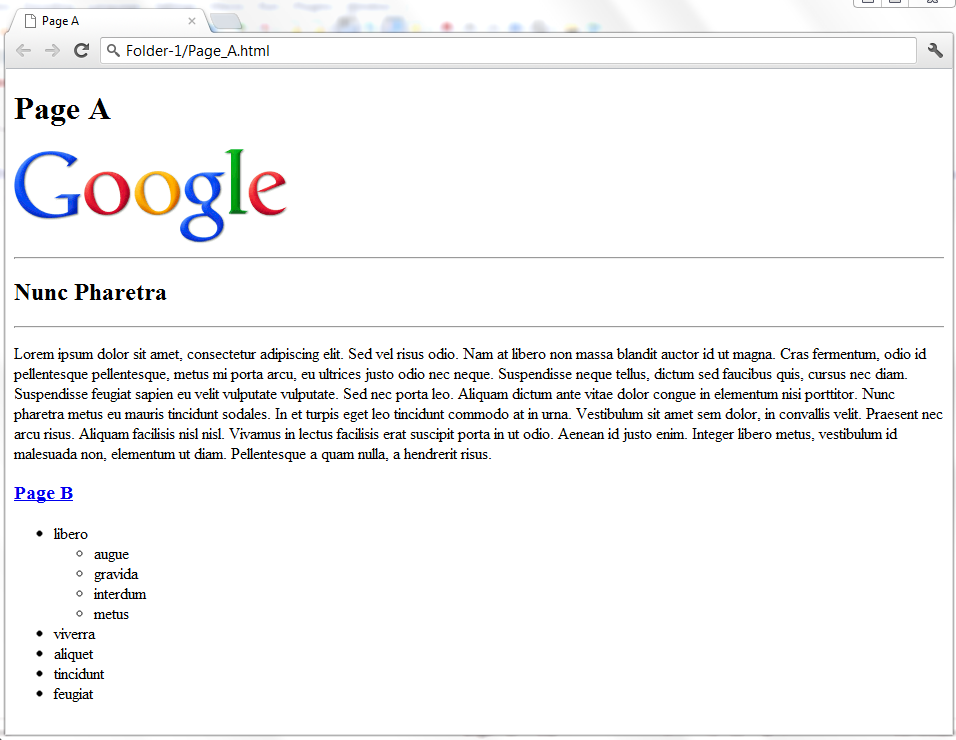 Page A
Folder-1/Page_A.html
Page A
Google
Nunc Pharetra
Lorem ipsum dolor sit amet, consectetur adipiscing elit. Sed vel risus odio. Nam at libero non massa blandit auctor id ut magna. Cras fermentum, odio id
pellentesque pellentesque, metus mi porta arcu, eu ultrices justo odio nec neque. Suspendisse neque tellus, dictum sed faucibus quis, cursus nec diam.
Suspendisse feugiat sapien eu velit vulputate vulputate. Sed nec porta leo. Aliquam dictum ante vitae dolor congue in elementum nisi porttitor. Nunc
pharetra metus eu mauris tincidunt sodales. In et turpis eget leo tincidunt commodo at in urna. Vestibulum sit amet sem dolor, in convallis velit. Praesent nec
arcu risus. Aliquam facilisis nisl nisl. Vivamus in lectus facilisis erat suscipit porta in ut odio. Aenean id justo enim. Integer libero metus, vestibulum id
malesuada non, elementum ut diam. Pellentesque a quam nulla, a hendrerit risus.
Page B
libero
augue
gravida
interdum
metus
viverra
aliquet
tincidunt
feugiat